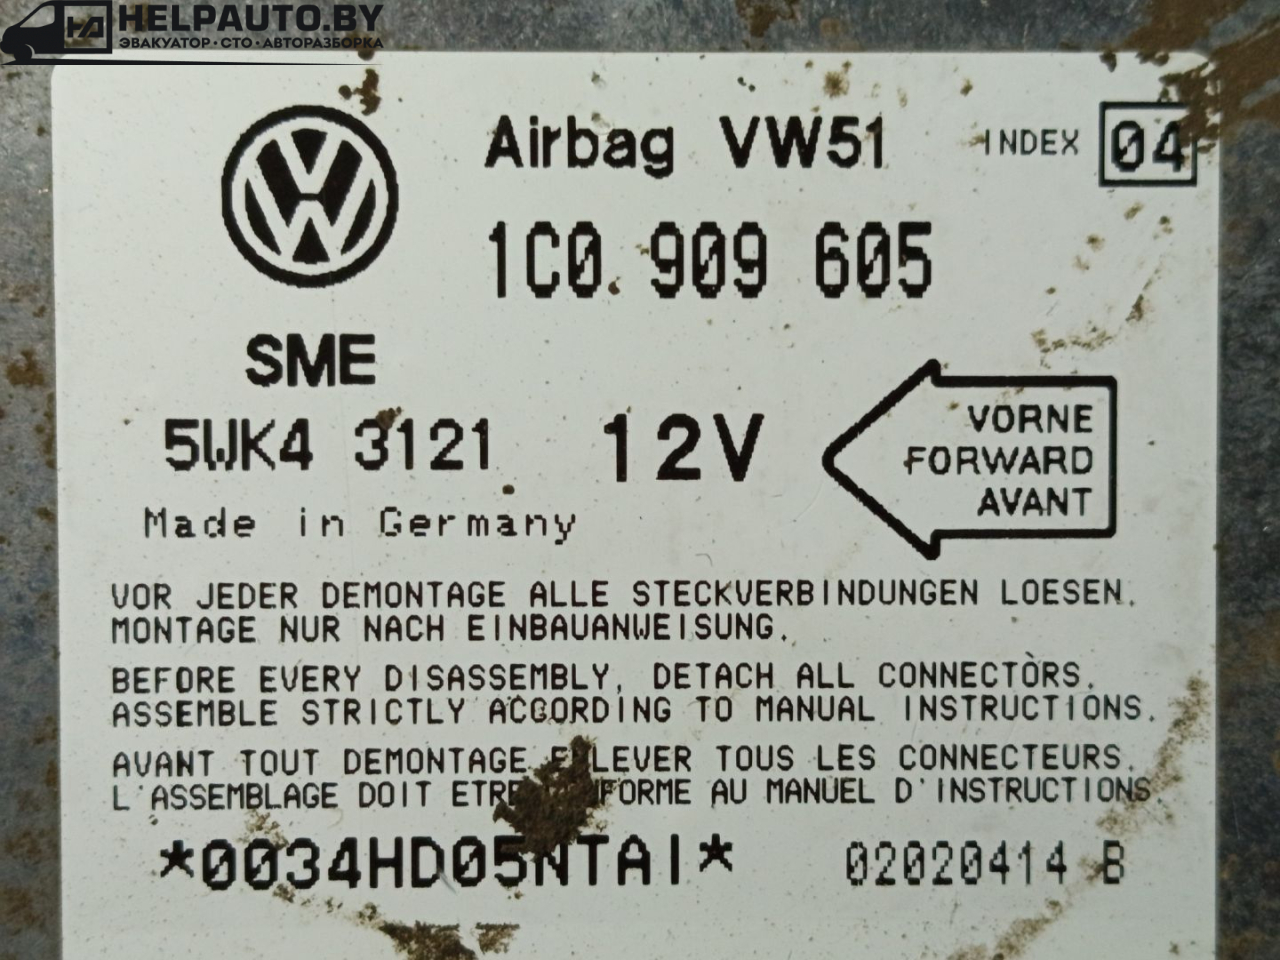 HELPAUTO.BY
ЭВАКУАТОР·СТО·АВТОРАЗБОРКА
Airbag VW51 INDEX 04
1C0 909 605
SME
5WK4 3121 12V
VORNE
FORWARD
AVANT
Made in Germany
VOR JEDER DEMONTAGE ALLE STECKVERBINDUNGEN LOESEN.
MONTAGE NUR NACH EINBAUANWEISUNG.
BEFORE EVERY DISASSEMBLY, DETACH ALL CONNECTORS.
ASSEMBLE STRICTLY ACCORDING TO MANUAL INSTRUCTIONS.
AVANT TOUT DEMONTAGE ENLEVER TOUS LES CONNECTEURS.
L'ASSEMBLAGE DOIT ETRE AU MANUEL D'INSTRUCTIONS.
*0034HD05NTAI* 02020414 B